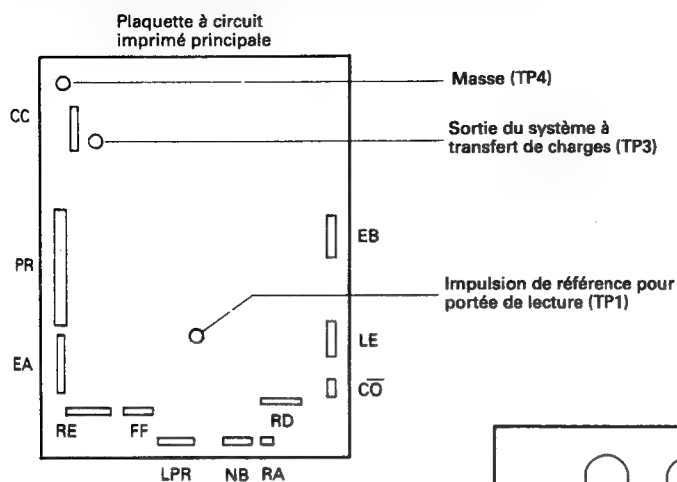 Plaquette à circuit
imprimé principale
Masse (TP4)
CC
Sortie du système à
transfert de charges (TP3)
EB
PR
Impulsion de référence pour
portée de lecture (TP1)
LE
EA
C̅O̅
RD
RE FF
LPR NB RA